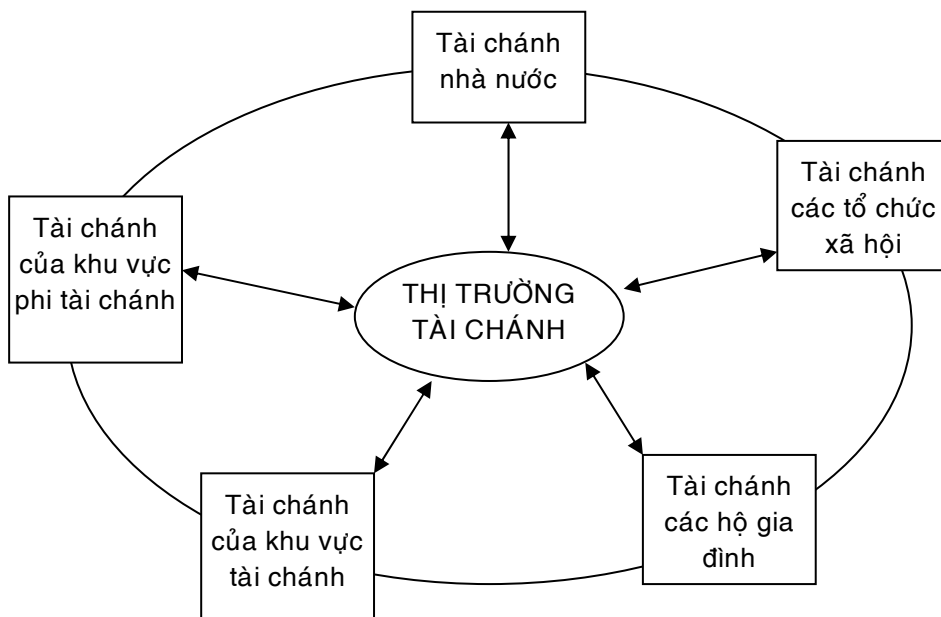 Tài chánh
nhà nước
Tài chánh
các tổ chức
xã hội
Tài chánh
của khu vực
phi tài chánh
THỊ TRƯỜNG
TÀI CHÁNH
Tài chánh
của khu vực
tài chánh
Tài chánh
các hộ gia
đình